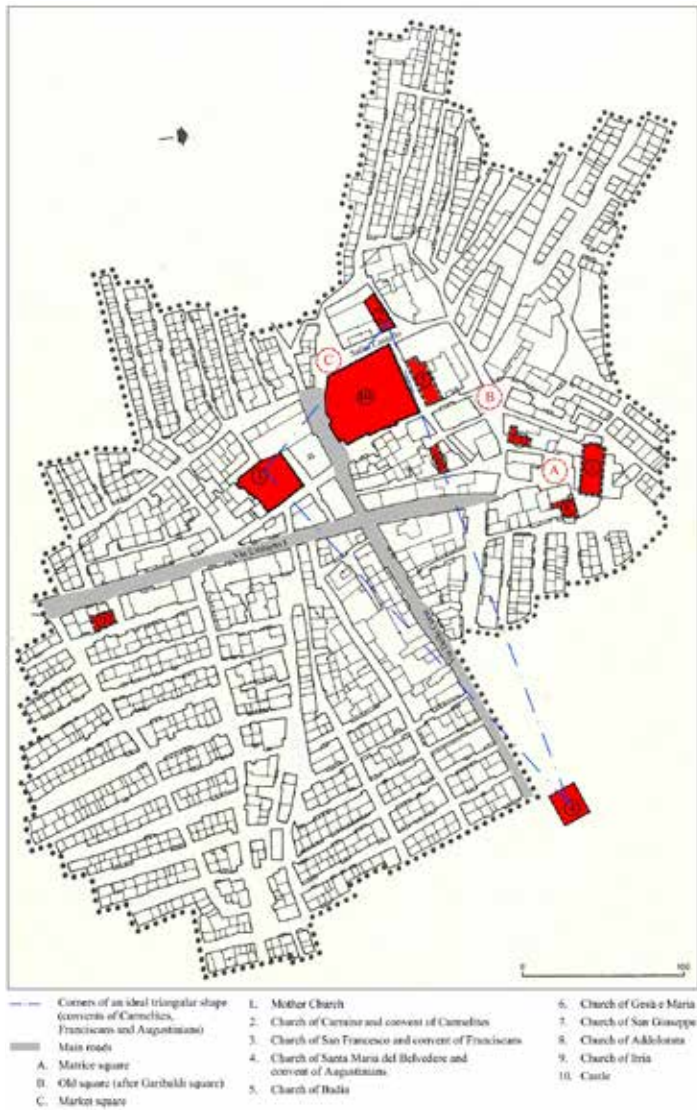 C
B
A
Via Umberto I
0
100
Corners of an ideal triangular shape
(convents of Carmelites,
Franciscans and Augustinians)
Main roads
A. Matrice square
B. Old square (after Garibaldi square)
C. Market square
1. Mother Church
2. Church of Carmine and convent of Carmelites
3. Church of San Francesco and convent of Franciscans
4. Church of Santa Maria del Belvedere and
convent of Augustinians
5. Church of Badia
6. Church of Gesù e Maria
7. Church of San Giuseppe
8. Church of Addolorata
9. Church of Itria
10. Castle